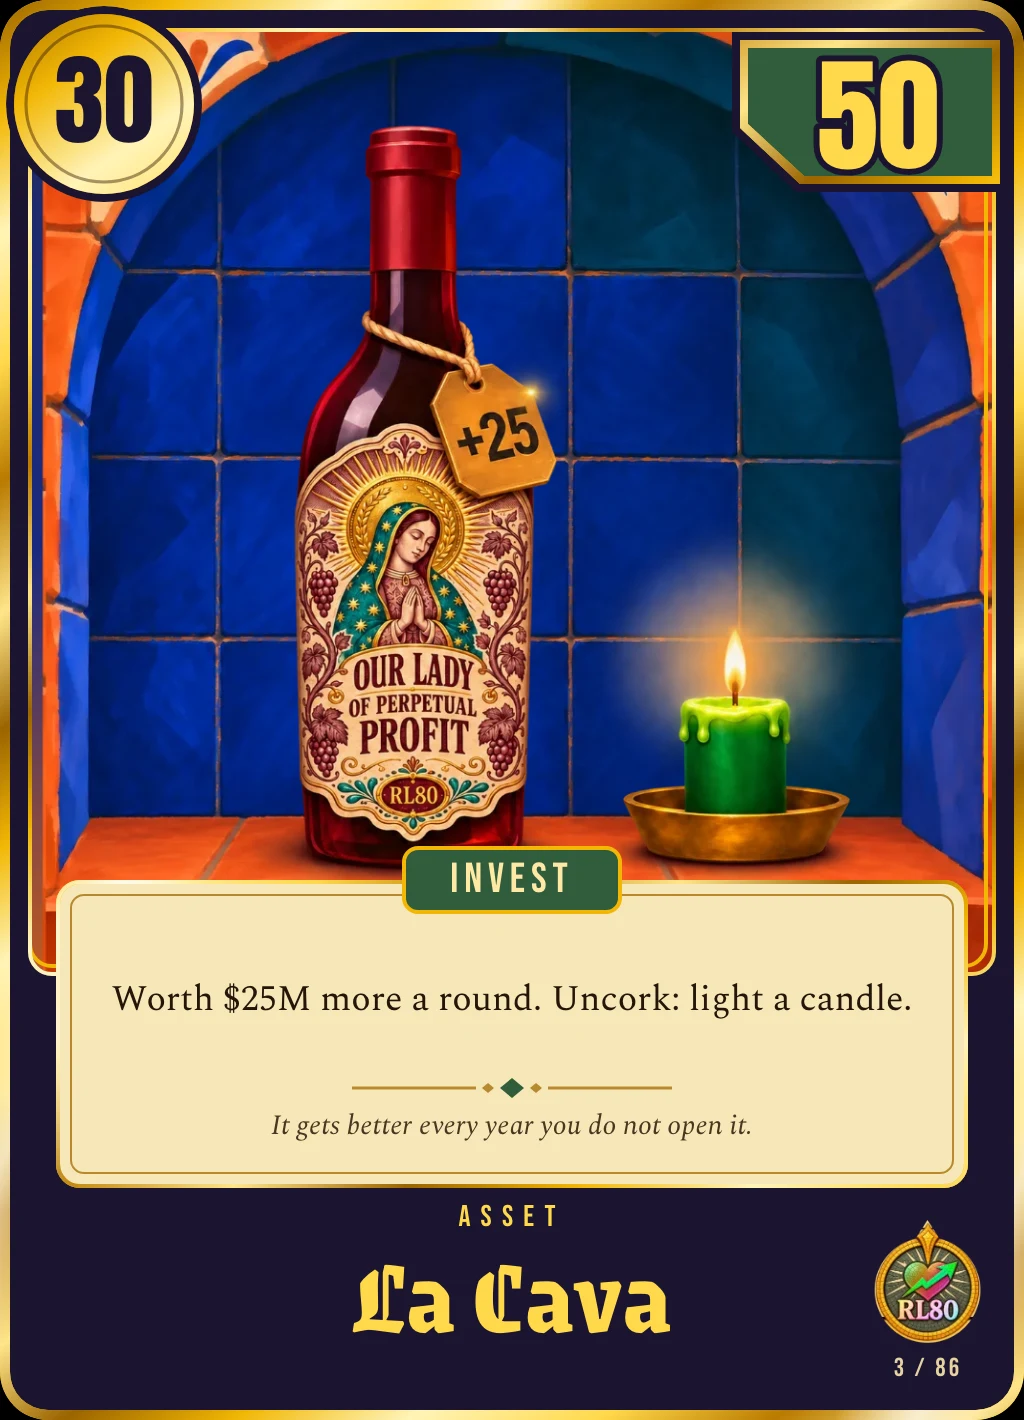 30
50
+25
OUR LADY
OF PERPETUAL
PROFIT
RL80
INVEST
Worth $25M more a round. Uncork: light a candle.
It gets better every year you do not open it.
ASSET
La Cava
RL80
3 / 86